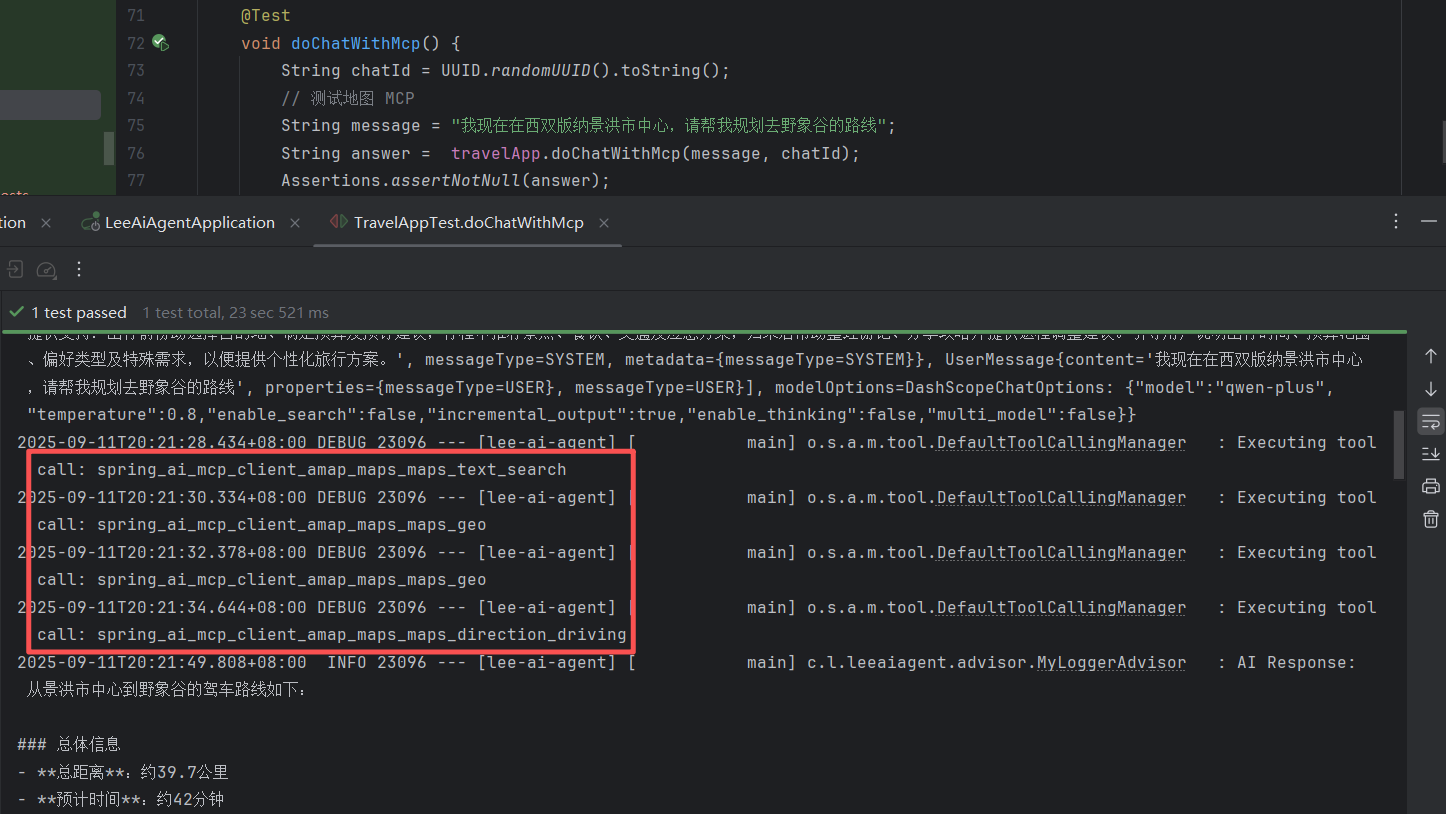 71 @Test
72 void doChatWithMcp() {
73 String chatId = UUID.randomUUID().toString();
74 // 测试地图 MCP
75 String message = "我现在在西双版纳景洪市中心，请帮我规划去野象谷的路线";
76 String answer = travelApp.doChatWithMcp(message, chatId);
77 Assertions.assertNotNull(answer);
tion × LeeAiAgentApplication × TravelAppTest.doChatWithMcp ×
1 test passed 1 test total, 23 sec 521 ms
、偏好类型及特殊需求，以便提供个性化旅行方案。', messageType=SYSTEM, metadata={messageType=SYSTEM}}, UserMessage{content='我现在在西双版纳景洪市中心
，请帮我规划去野象谷的路线', properties={messageType=USER}, messageType=USER}], modelOptions=DashScopeChatOptions: {"model":"qwen-plus",
"temperature":0.8,"enable_search":false,"incremental_output":true,"enable_thinking":false,"multi_model":false}}
2025-09-11T20:21:28.434+08:00 DEBUG 23096 --- [lee-ai-agent] [ main] o.s.a.m.tool.DefaultToolCallingManager : Executing tool
call: spring_ai_mcp_client_amap_maps_maps_text_search
2025-09-11T20:21:30.334+08:00 DEBUG 23096 --- [lee-ai-agent] [ main] o.s.a.m.tool.DefaultToolCallingManager : Executing tool
call: spring_ai_mcp_client_amap_maps_maps_geo
2025-09-11T20:21:32.378+08:00 DEBUG 23096 --- [lee-ai-agent] [ main] o.s.a.m.tool.DefaultToolCallingManager : Executing tool
call: spring_ai_mcp_client_amap_maps_maps_geo
2025-09-11T20:21:34.644+08:00 DEBUG 23096 --- [lee-ai-agent] [ main] o.s.a.m.tool.DefaultToolCallingManager : Executing tool
call: spring_ai_mcp_client_amap_maps_maps_direction_driving
2025-09-11T20:21:49.808+08:00 INFO 23096 --- [lee-ai-agent] [ main] c.l.leeaiagent.advisor.MyLoggerAdvisor : AI Response:
从景洪市中心到野象谷的驾车路线如下：
### 总体信息
- **总距离**：约39.7公里
- **预计时间**：约42分钟